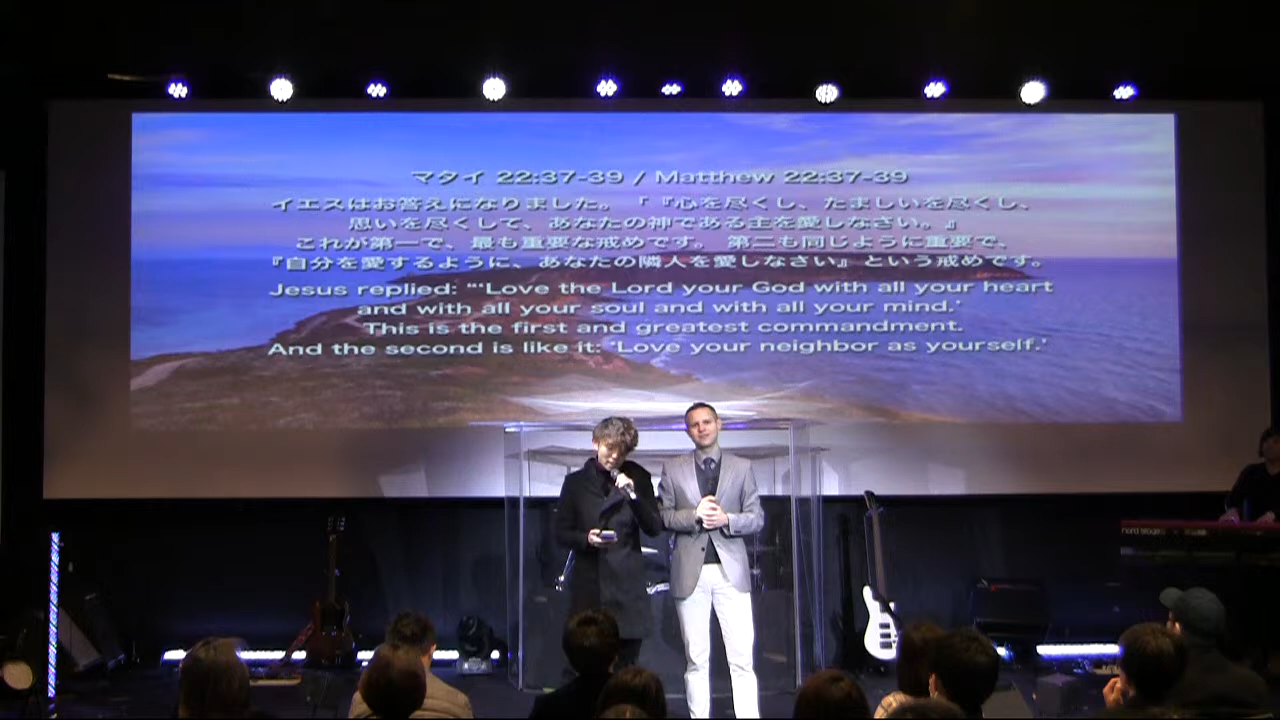 マタイ 22:37-39 / Matthew 22:37-39
イエスはお答えになりました。「『心を尽くし、たましいを尽くし、
思いを尽くして、あなたの神である主を愛しなさい。』
これが第一で、最も重要な戒めです。 第二も同じように重要で、
『自分を愛するように、あなたの隣人を愛しなさい』という戒めです。
Jesus replied: “‘Love the Lord your God with all your heart
and with all your soul and with all your mind.’
This is the first and greatest commandment.
And the second is like it: ‘Love your neighbor as yourself.’
nord stage